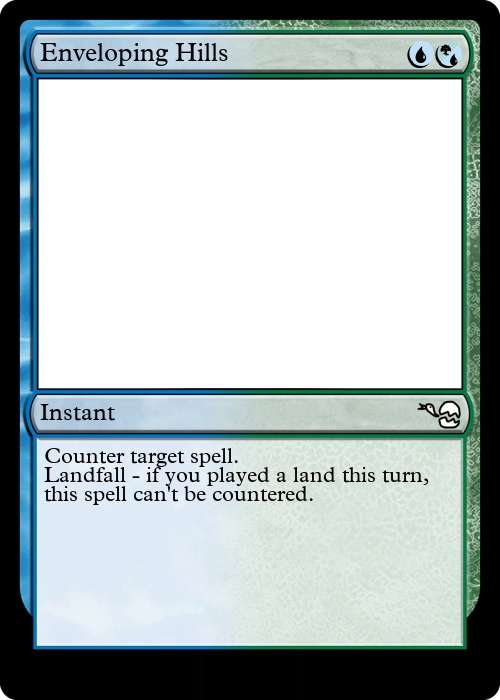 Enveloping Hills
Instant
Counter target spell.
Landfall - if you played a land this turn,
this spell can't be countered.